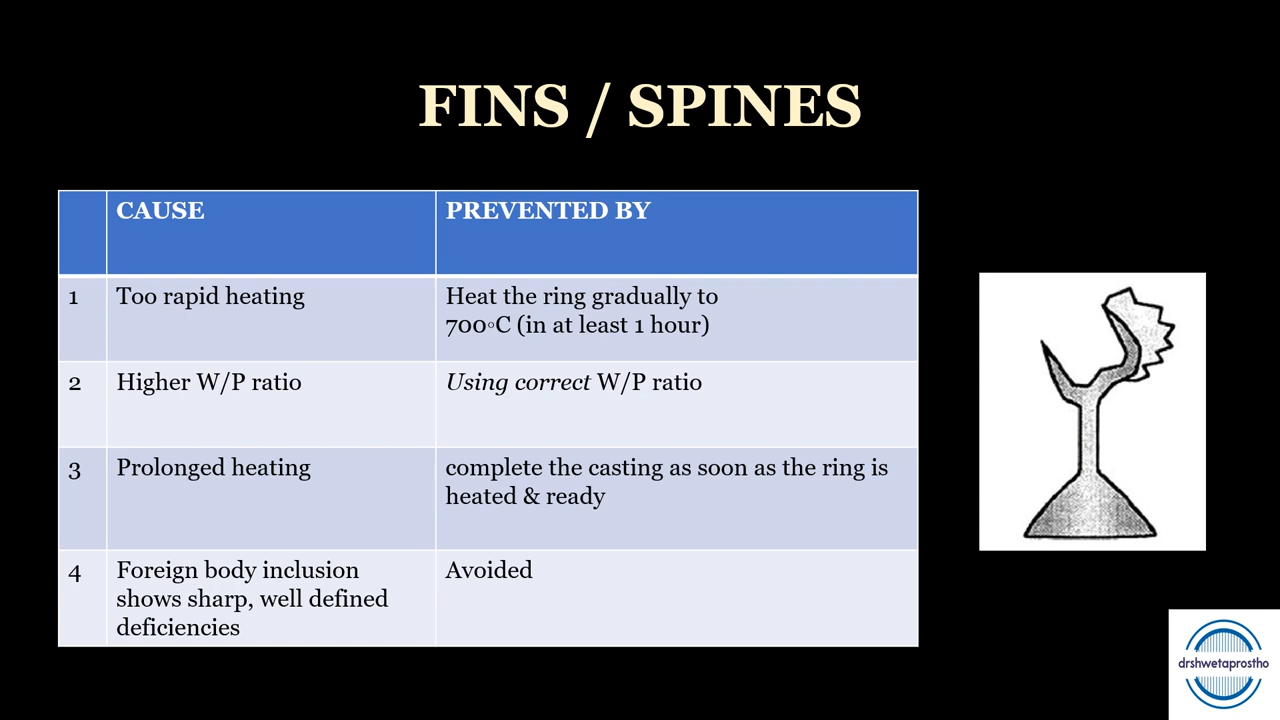 FINS / SPINES
CAUSE
PREVENTED BY
1
Too rapid heating
Heat the ring gradually to
700◦C (in at least 1 hour)
2
Higher W/P ratio
Using correct W/P ratio
3
Prolonged heating
complete the casting as soon as the ring is
heated & ready
4
Foreign body inclusion
shows sharp, well defined
deficiencies
Avoided
drshwetaprostho